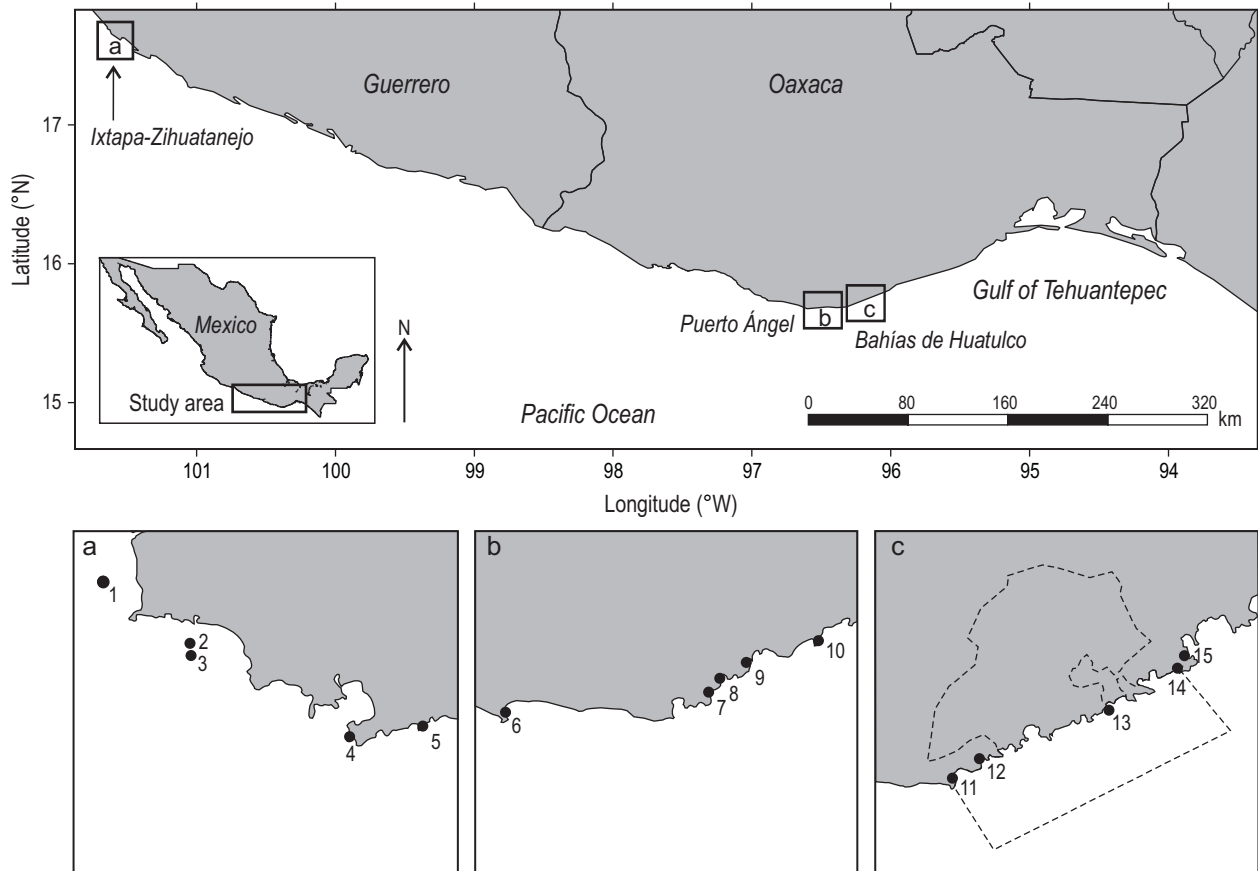 a
Guerrero
Oaxaca
Ixtapa-Zihuatanejo
17
16
15
Latitude (°N)
Gulf of Tehuantepec
Puerto Ángel
b
c
Bahías de Huatulco
Mexico
N
Study area
Pacific Ocean
0 80 160 240 320
km
101 100 99 98 97 96 95 94
Longitude (°W)
a
1
2
3
4
5
b
6
7
8
9
10
c
11
12
13
14
15